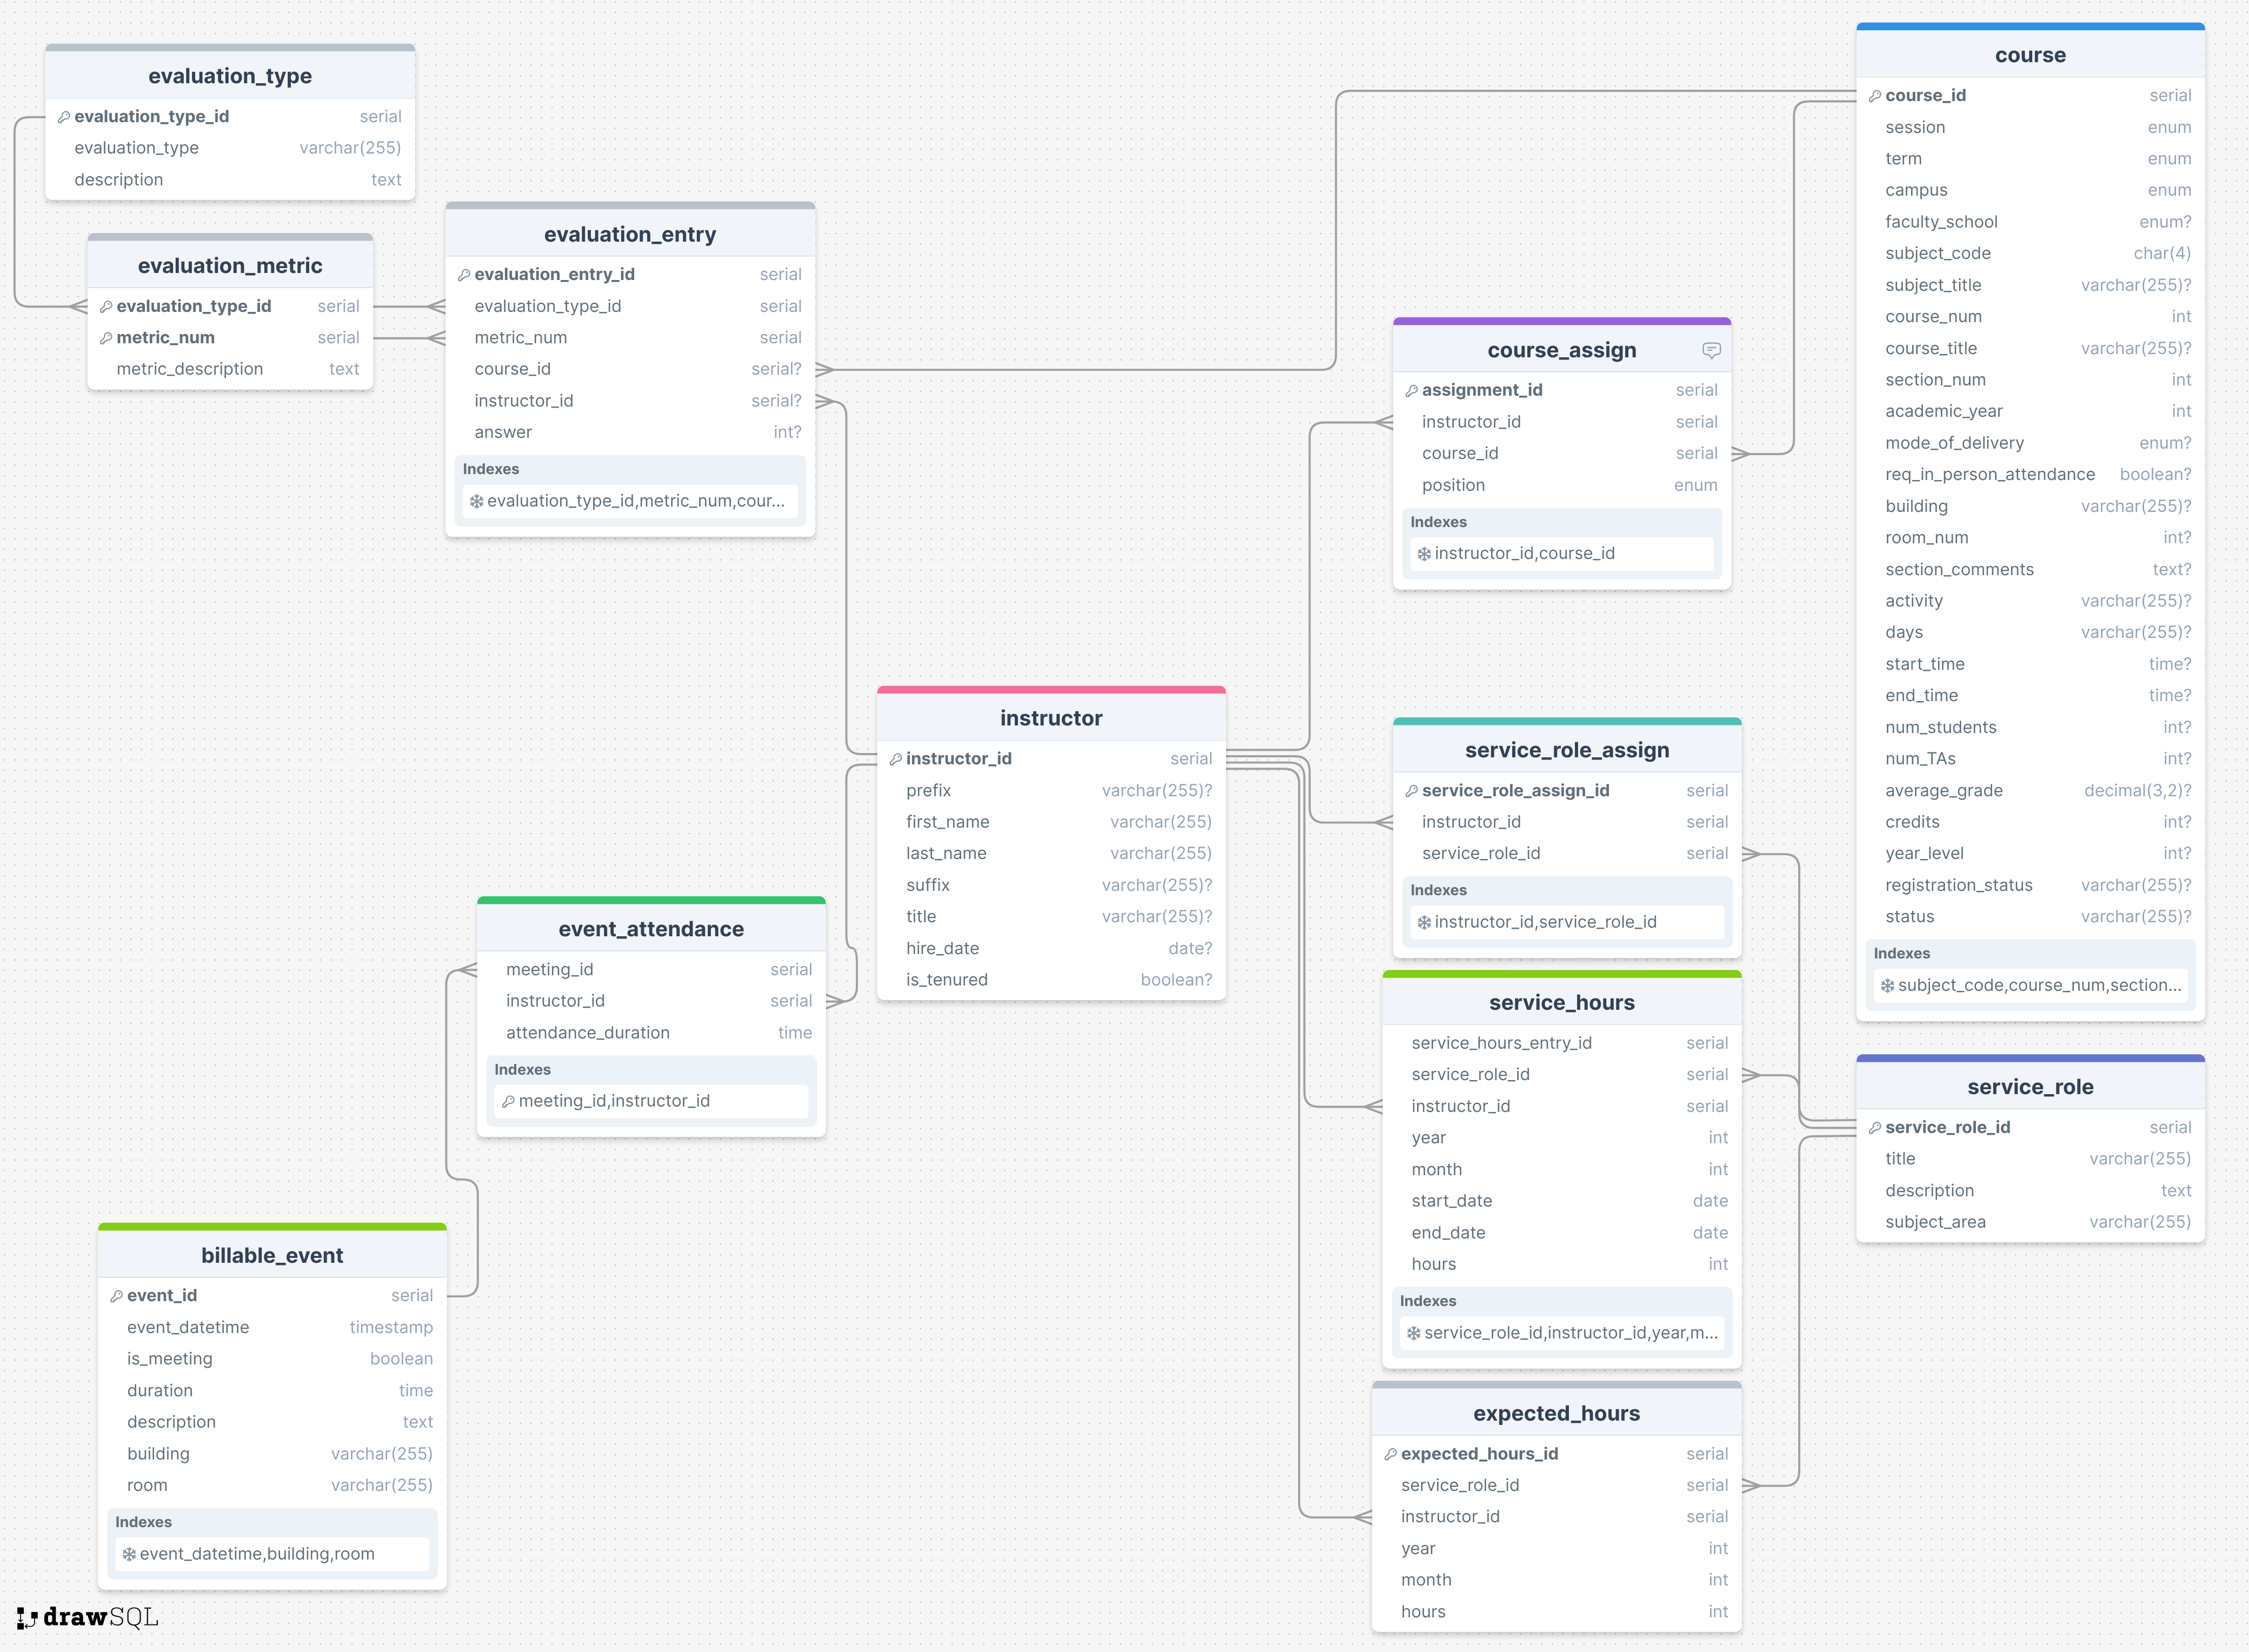 evaluation_type
evaluation_type_id serial
evaluation_type varchar(255)
description text
evaluation_metric
evaluation_type_id serial
metric_num serial
metric_description text
evaluation_entry
evaluation_entry_id serial
evaluation_type_id serial
metric_num serial
course_id serial?
instructor_id serial?
answer int?
Indexes
evaluation_type_id,metric_num,cour...
course
course_id serial
session enum
term enum
campus enum
faculty_school enum?
subject_code char(4)
subject_title varchar(255)?
course_num int
course_title varchar(255)?
section_num int
academic_year int
mode_of_delivery enum?
req_in_person_attendance boolean?
building varchar(255)?
room_num int?
section_comments text?
activity varchar(255)?
days varchar(255)?
start_time time?
end_time time?
num_students int?
num_TAs int?
average_grade decimal(3,2)?
credits int?
year_level int?
registration_status varchar(255)?
status varchar(255)?
Indexes
subject_code,course_num,section...
course_assign
assignment_id serial
instructor_id serial
course_id serial
position enum
Indexes
instructor_id,course_id
instructor
instructor_id serial
prefix varchar(255)?
first_name varchar(255)
last_name varchar(255)
suffix varchar(255)?
title varchar(255)?
hire_date date?
is_tenured boolean?
service_role_assign
service_role_assign_id serial
instructor_id serial
service_role_id serial
Indexes
instructor_id,service_role_id
event_attendance
meeting_id serial
instructor_id serial
attendance_duration time
Indexes
meeting_id,instructor_id
service_hours
service_hours_entry_id serial
service_role_id serial
instructor_id serial
year int
month int
start_date date
end_date date
hours int
Indexes
service_role_id,instructor_id,year,m...
service_role
service_role_id serial
title varchar(255)
description text
subject_area varchar(255)
billable_event
event_id serial
event_datetime timestamp
is_meeting boolean
duration time
description text
building varchar(255)
room varchar(255)
Indexes
event_datetime,building,room
expected_hours
expected_hours_id serial
service_role_id serial
instructor_id serial
year int
month int
hours int
drawSQL